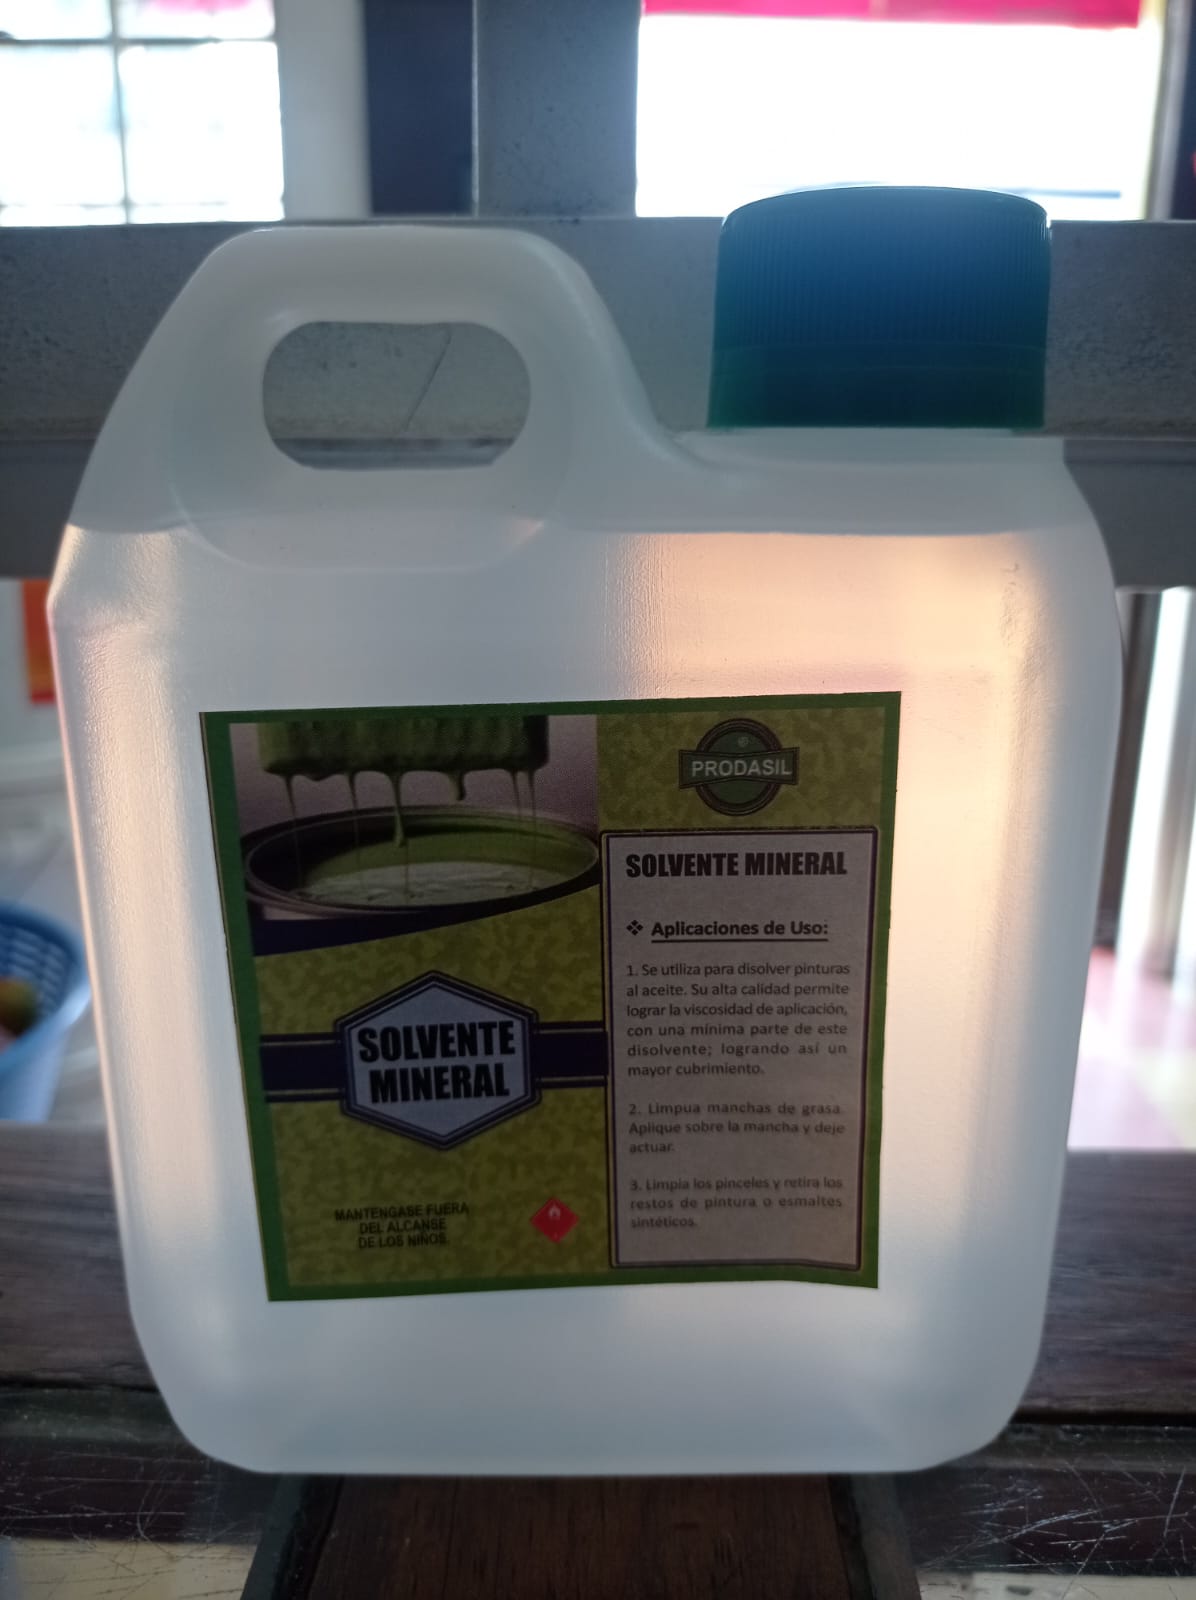 PRODASIL
SOLVENTE MINERAL
❖ Aplicaciones de Uso:
1. Se utiliza para disolver pinturas
al aceite. Su alta calidad permite
lograr la viscosidad de aplicación,
con una mínima parte de este
disolvente; logrando así un
mayor cubrimiento.
2. Limpua manchas de grasa.
Aplique sobre la mancha y deje
actuar.
3. Limpia los pinceles y retira los
restos de pintura o esmaltes
sintéticos.
SOLVENTE
MINERAL
MANTENGASE FUERA
DEL ALCANSE
DE LOS NIÑOS.